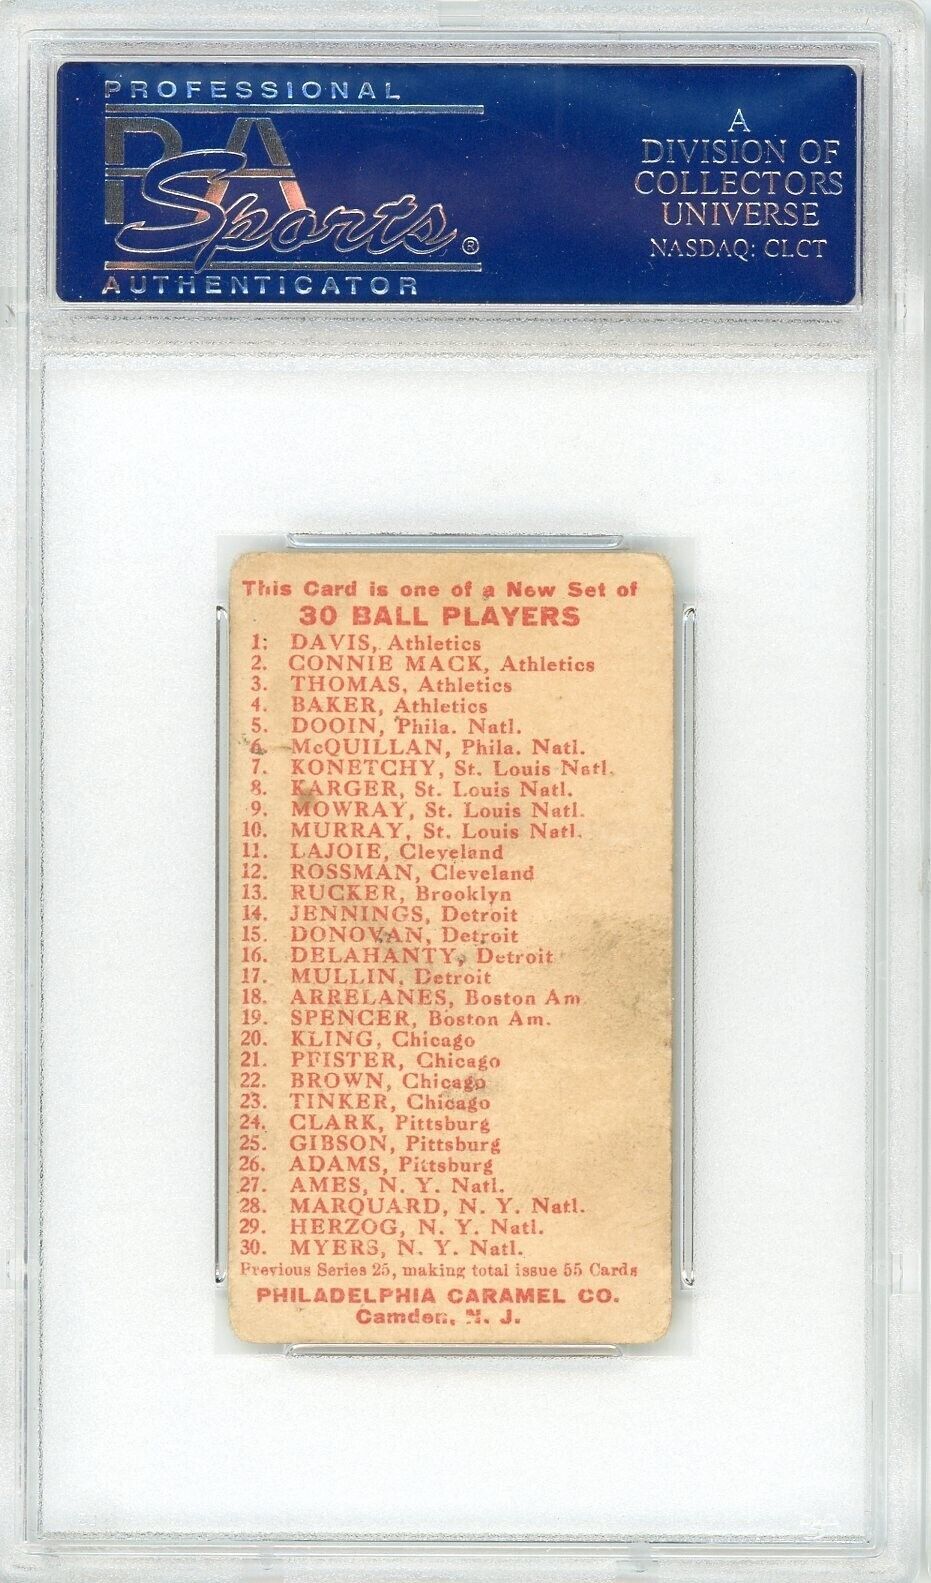 PROFESSIONAL
PSA
Sports®
AUTHENTICATOR
A
DIVISION OF
COLLECTORS
UNIVERSE
NASDAQ: CLCT
This Card is one of a New Set of
30 BALL PLAYERS
1: DAVIS, Athletics
2. CONNIE MACK, Athletics
3. THOMAS, Athletics
4. BAKER, Athletics
5. DOOIN, Phila. Natl.
6. McQUILLAN, Phila. Natl.
7. KONETCHY, St. Louis Natl.
8. KARGER, St. Louis Natl.
9. MOWRAY, St. Louis Natl.
10. MURRAY, St. Louis Natl.
11. LAJOIE, Cleveland
12. ROSSMAN, Cleveland
13. RUCKER, Brooklyn
14. JENNINGS, Detroit
15. DONOVAN, Detroit
16. DELAHANTY, Detroit
17. MULLIN, Detroit
18. ARRELANES, Boston Am
19. SPENCER, Boston Am.
20. KLING, Chicago
21. PFISTER, Chicago
22. BROWN, Chicago
23. TINKER, Chicago
24. CLARK, Pittsburg
25. GIBSON, Pittsburg
26. ADAMS, Pittsburg
27. AMES, N. Y. Natl.
28. MARQUARD, N. Y. Natl.
29. HERZOG, N. Y. Natl.
30. MYERS, N. Y. Natl.
Previous Series 25, making total issue 55 Cards
PHILADELPHIA CARAMEL CO.
Camden, N. J.